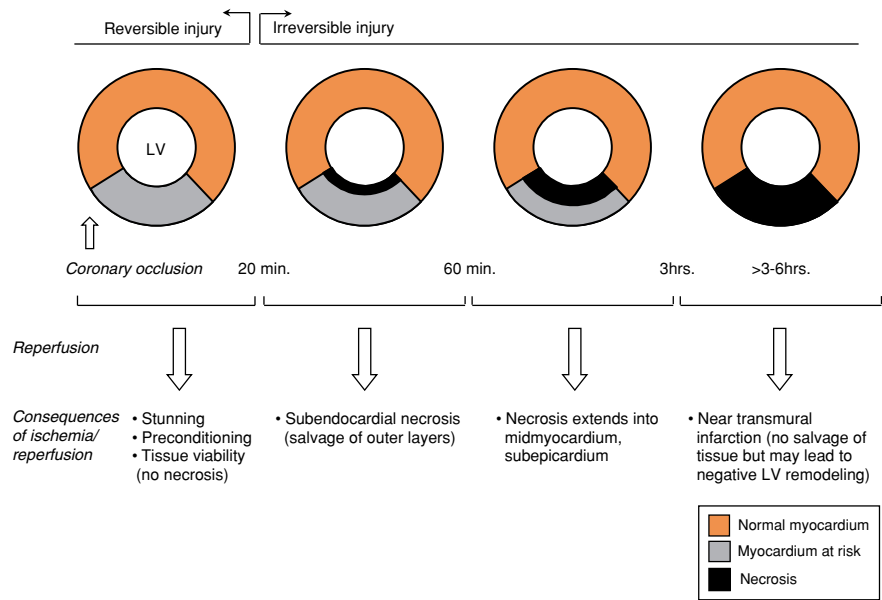 Reversible injury
Irreversible injury
LV
Coronary occlusion
20 min.
60 min.
3hrs.
>3-6hrs.
Reperfusion
Consequences
of ischemia/
reperfusion
• Stunning
• Preconditioning
• Tissue viability
(no necrosis)
• Subendocardial necrosis
(salvage of outer layers)
• Necrosis extends into
midmyocardium,
subepicardium
• Near transmural
infarction (no salvage of
tissue but may lead to
negative LV remodeling)
Normal myocardium
Myocardium at risk
Necrosis